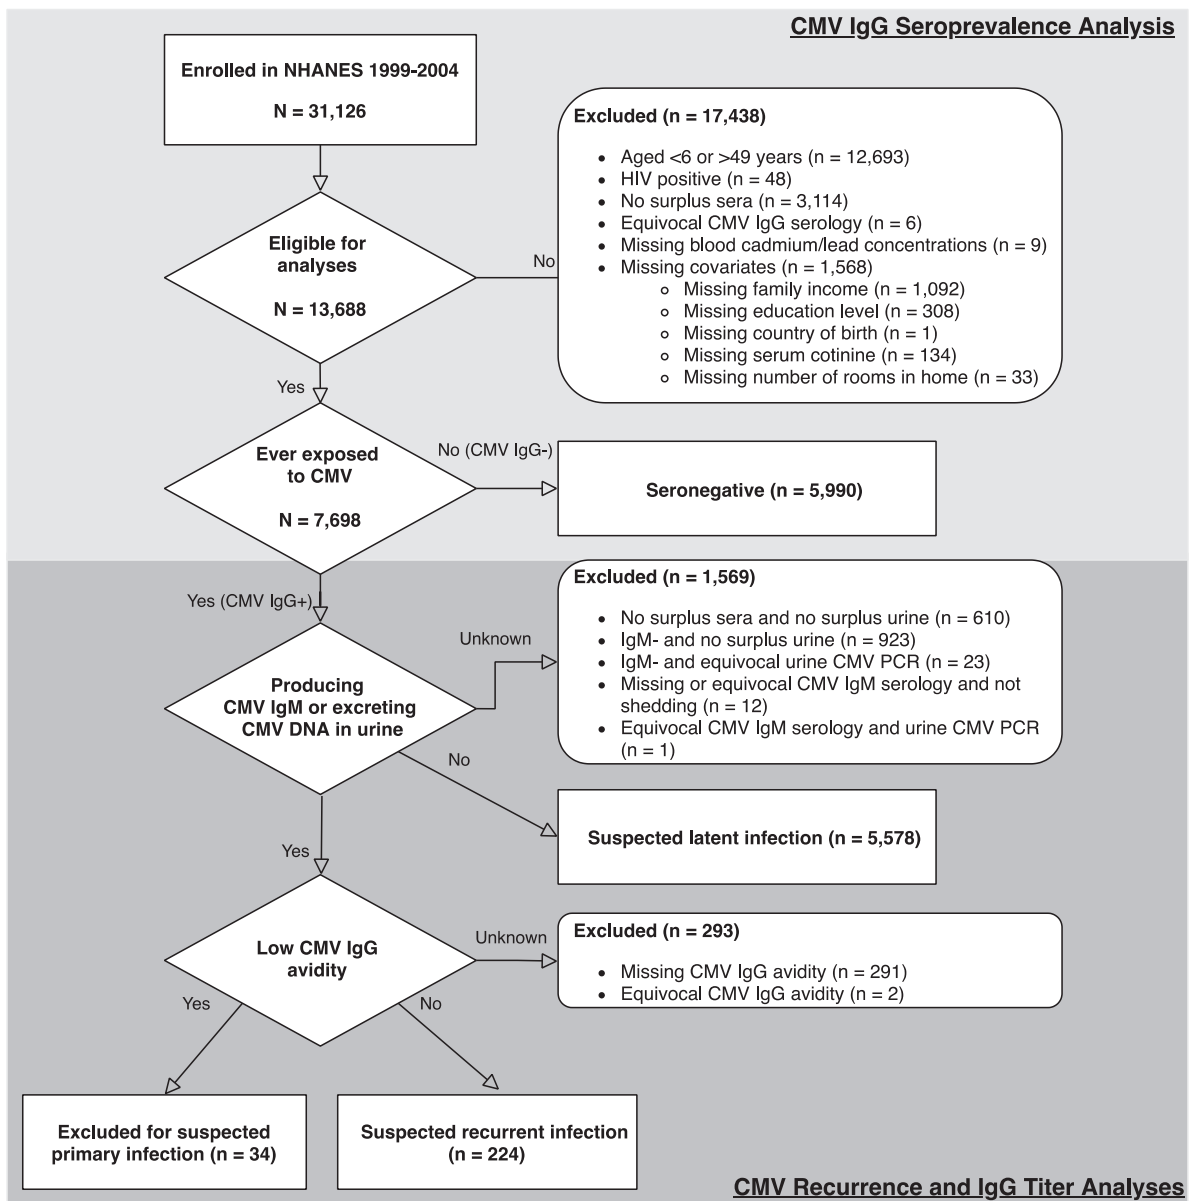 CMV IgG Seroprevalence Analysis
Enrolled in NHANES 1999-2004
N = 31,126
Excluded (n = 17,438)
• Aged <6 or >49 years (n = 12,693)
• HIV positive (n = 48)
• No surplus sera (n = 3,114)
• Equivocal CMV IgG serology (n = 6)
• Missing blood cadmium/lead concentrations (n = 9)
• Missing covariates (n = 1,568)
o Missing family income (n = 1,092)
o Missing education level (n = 308)
o Missing country of birth (n = 1)
o Missing serum cotinine (n = 134)
o Missing number of rooms in home (n = 33)
Eligible for
analyses
N = 13,688
No
Yes
Ever exposed
to CMV
N = 7,698
No (CMV IgG-)
Seronegative (n = 5,990)
Yes (CMV IgG+)
Excluded (n = 1,569)
• No surplus sera and no surplus urine (n = 610)
• IgM- and no surplus urine (n = 923)
• IgM- and equivocal urine CMV PCR (n = 23)
• Missing or equivocal CMV IgM serology and not
shedding (n = 12)
• Equivocal CMV IgM serology and urine CMV PCR
(n = 1)
Unknown
Producing
CMV IgM or excreting
CMV DNA in urine
No
Suspected latent infection (n = 5,578)
Yes
Low CMV IgG
avidity
Unknown
Excluded (n = 293)
• Missing CMV IgG avidity (n = 291)
• Equivocal CMV IgG avidity (n = 2)
Yes
No
Excluded for suspected
primary infection (n = 34)
Suspected recurrent infection
(n = 224)
CMV Recurrence and IgG Titer Analyses